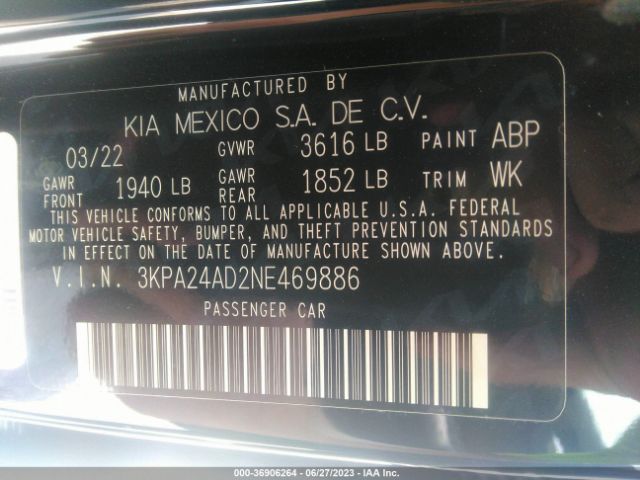 MANUFACTURED BY
KIA MEXICO S.A. DE C.V.
03/22 GVWR 3616 LB PAINT ABP
GAWR FRONT 1940 LB GAWR REAR 1852 LB TRIM WK
THIS VEHICLE CONFORMS TO ALL APPLICABLE U.S.A. FEDERAL
MOTOR VEHICLE SAFETY, BUMPER, AND THEFT PREVENTION STANDARDS
IN EFFECT ON THE DATE OF MANUFACTURE SHOWN ABOVE.
V.I.N. 3KPA24AD2NE469886
PASSENGER CAR
000-36906264 - 06/27/2023 - IAA Inc.